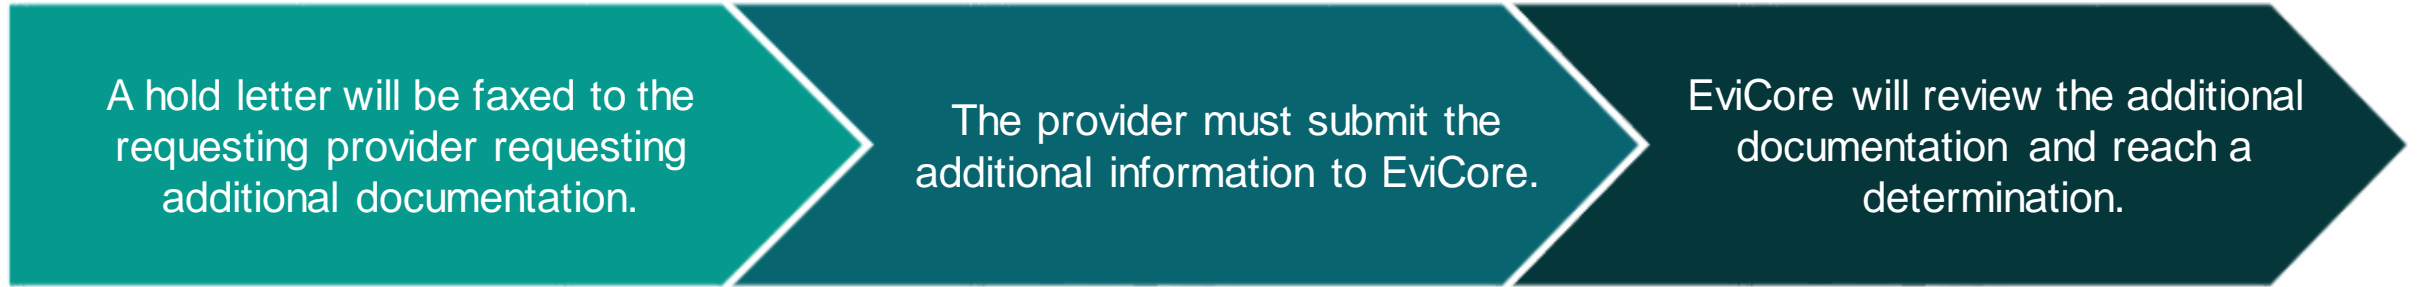 A hold letter will be faxed to the
requesting provider requesting
additional documentation.
The provider must submit the
additional information to EviCore.
EviCore will review the additional
documentation and reach a
determination.